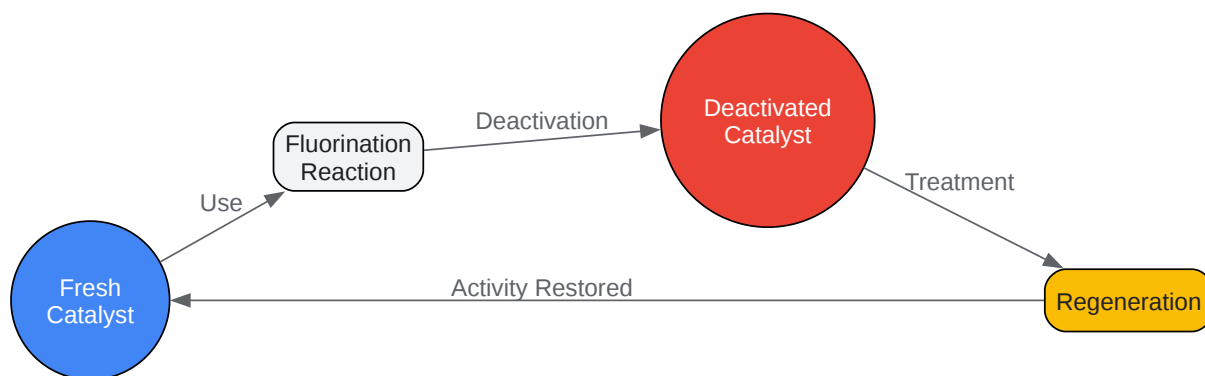 Deactivated
Catalyst
Deactivation
Fluorination
Reaction
Treatment
Use
Fresh
Catalyst
Activity Restored
Regeneration